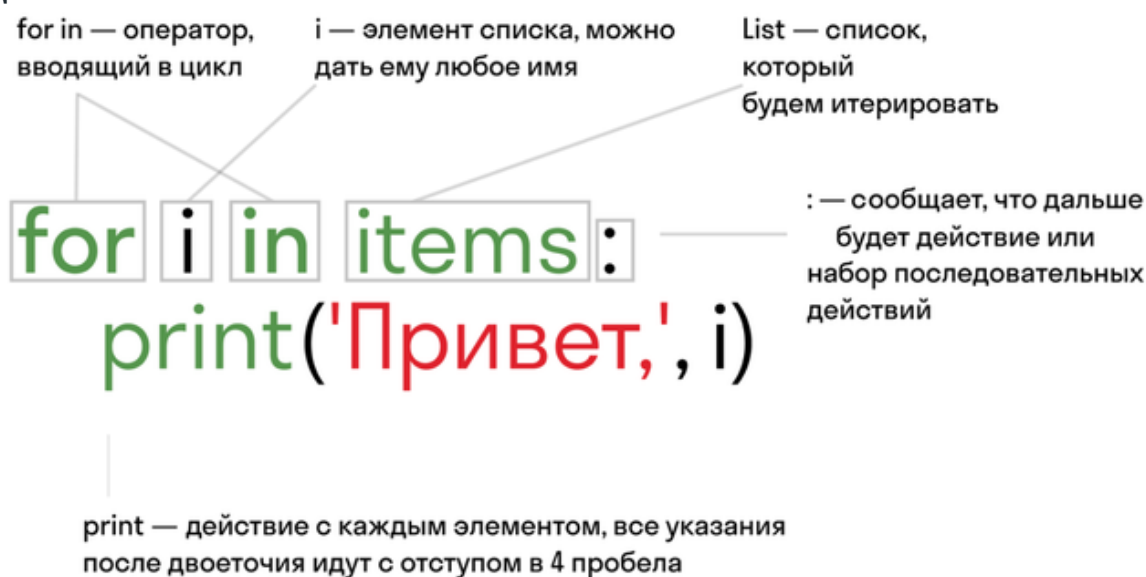 for in — оператор,
вводящий в цикл
i — элемент списка, можно
дать ему любое имя
List — список,
который
будем итерировать
for i in items:
: — сообщает, что дальше
будет действие или
набор последовательных
действий
print('Привет,', i)
print — действие с каждым элементом, все указания
после двоеточия идут с отступом в 4 пробела